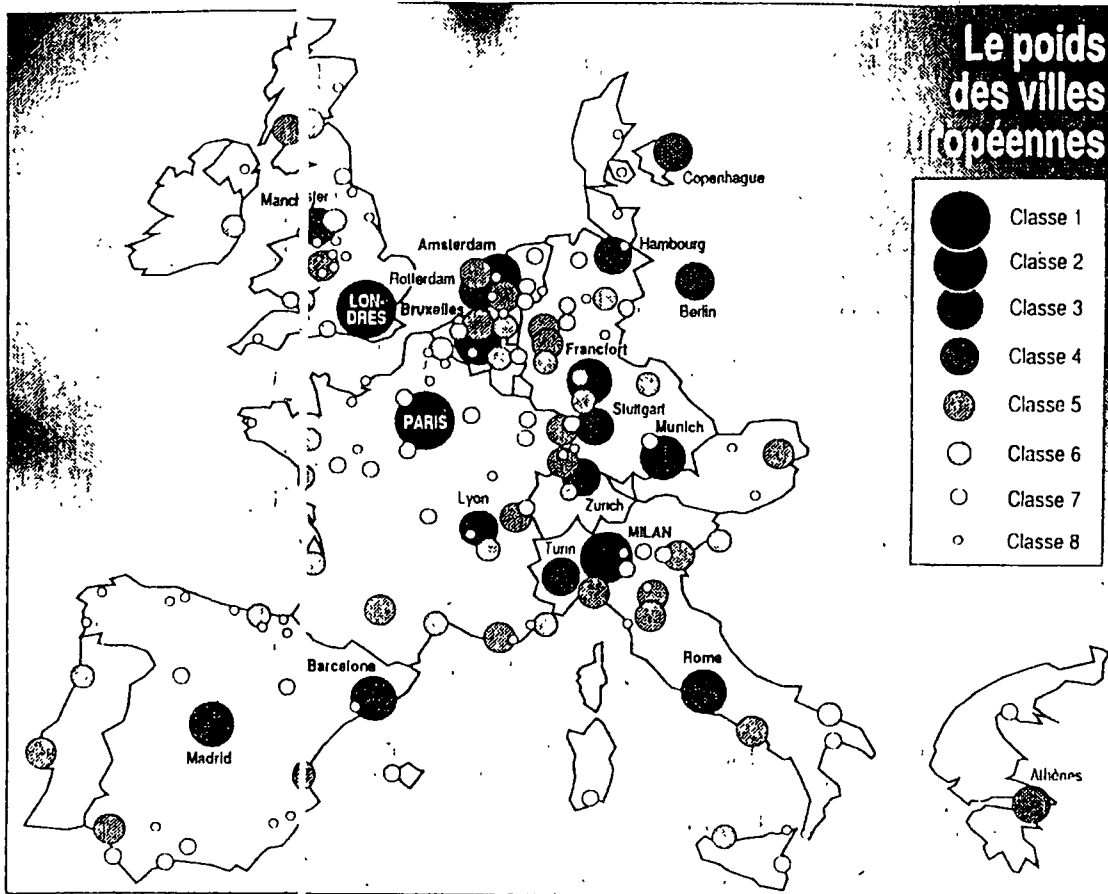 Le poids
des villes
uropéennes
Classe 1
Classe 2
Classe 3
Classe 4
Classe 5
Classe 6
Classe 7
Classe 8
Copenhague
Manchester
Amsterdam
Hambourg
Rotterdam
Berlin
LON-
DRES
Bruxelles
Francfort
PARIS
Stuttgart
Munich
Lyon
Zurich
Turin
MILAN
Barcelone
Rome
Madrid
Athènes